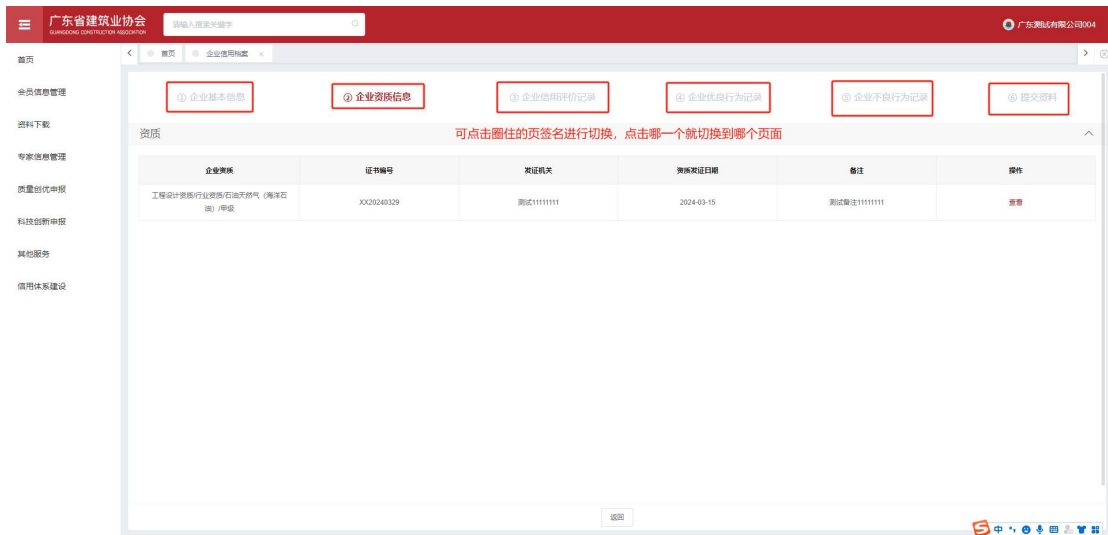 广东省建筑业协会
GUANGDONG CONSTRUCTION ASSOCIATION
请输入搜索关键字
广东测试有限公司004
首页
企业信用档案
首页
会员信息管理
资料下载
专家信息管理
质量创优申报
科技创新申报
其他服务
信用体系建设
① 企业基本信息
② 企业资质信息
③ 企业信用评价记录
④ 企业优良行为记录
⑤ 企业不良行为记录
⑥ 提交资料
资质
可点击圈住的页签名进行切换，点击哪一个就切换到哪个页面
企业资质 证书编号 发证机关 资质发证日期 备注 操作
工程设计资质/行业资质/石油天然气（海洋石
油）/甲级
XX20240329 测试11111111 2024-03-15 测试备注11111111 查看
返回
中